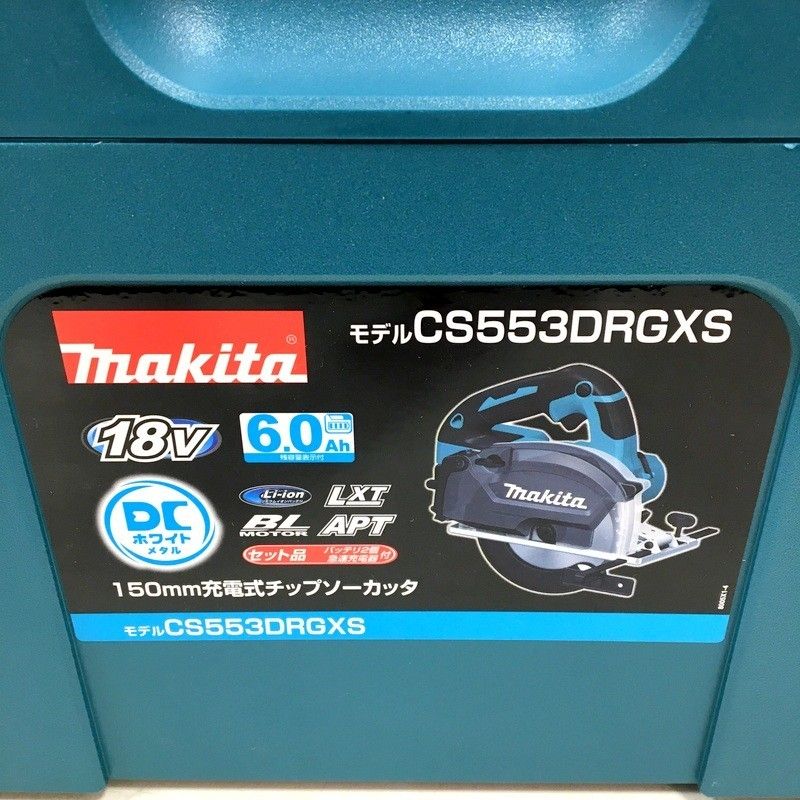 makita®
モデルCS553DRGXS
18V
6.0Ah
残容量表示付
makita
DC
ホワイト
メタル
Li-ion
LXT
BL
MOTOR
APT
セット品
バッテリ2個
急速充電器
付
150mm充電式チップソーカッタ
モデルCS553DRGXS